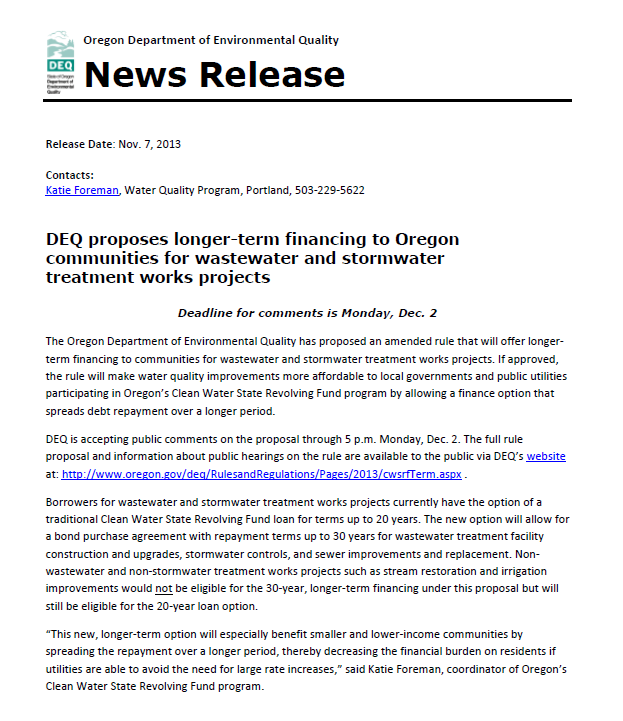 Oregon Department of Environmental Quality
News Release
DEQ
State of Oregon
Department of
Environmental
Quality
Release Date: Nov. 7, 2013
Contacts:
Katie Foreman, Water Quality Program, Portland, 503-229-5622
DEQ proposes longer-term financing to Oregon
communities for wastewater and stormwater
treatment works projects
Deadline for comments is Monday, Dec. 2
The Oregon Department of Environmental Quality has proposed an amended rule that will offer longer-
term financing to communities for wastewater and stormwater treatment works projects. If approved,
the rule will make water quality improvements more affordable to local governments and public utilities
participating in Oregon’s Clean Water State Revolving Fund program by allowing a finance option that
spreads debt repayment over a longer period.
DEQ is accepting public comments on the proposal through 5 p.m. Monday, Dec. 2. The full rule
proposal and information about public hearings on the rule are available to the public via DEQ’s website
at: http://www.oregon.gov/deq/RulesandRegulations/Pages/2013/cwsrfTerm.aspx .
Borrowers for wastewater and stormwater treatment works projects currently have the option of a
traditional Clean Water State Revolving Fund loan for terms up to 20 years. The new option will allow for
a bond purchase agreement with repayment terms up to 30 years for wastewater treatment facility
construction and upgrades, stormwater controls, and sewer improvements and replacement. Non-
wastewater and non-stormwater treatment works projects such as stream restoration and irrigation
improvements would not be eligible for the 30-year, longer-term financing under this proposal but will
still be eligible for the 20-year loan option.
“This new, longer-term option will especially benefit smaller and lower-income communities by
spreading the repayment over a longer period, thereby decreasing the financial burden on residents if
utilities are able to avoid the need for large rate increases,” said Katie Foreman, coordinator of Oregon’s
Clean Water State Revolving Fund program.